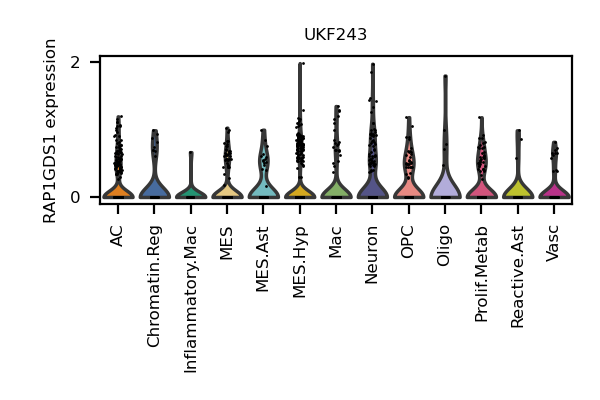 UKF243
RAP1GDS1 expression
2
0
AC
Chromatin.Reg
Inflammatory.Mac
MES
MES.Ast
MES.Hyp
Mac
Neuron
OPC
Oligo
Prolif.Metab
Reactive.Ast
Vasc